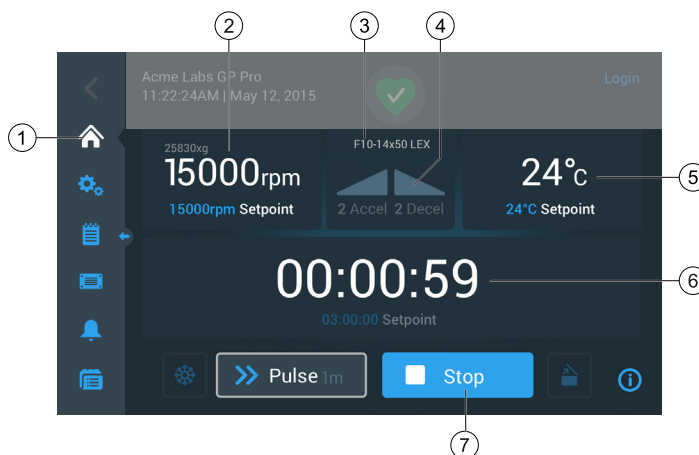 2
3
4
Acme Labs GP Pro
Login
11:22:24AM | May 12, 2015
1
25830xg
15000rpm
15000rpm Setpoint
F10-14x50 LEX
2 Accel 2 Decel
24°C
24°C Setpoint
5
00:00:59
6
03:00:00 Setpoint
Pulse 1m
Stop
7